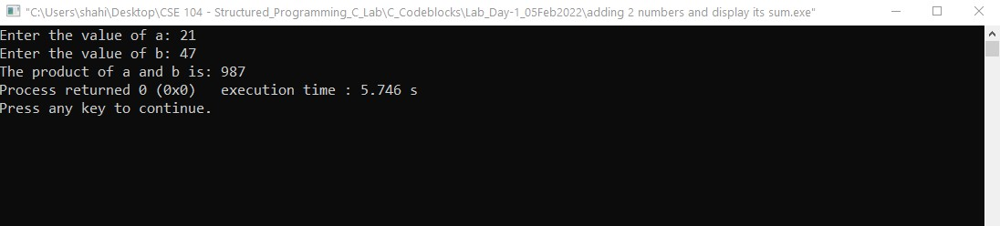 "C:\Users\shahi\Desktop\CSE 104 - Structured_Programming_C_Lab\C_Codeblocks\Lab_Day-1_05Feb2022\adding 2 numbers and display its sum.exe"
Enter the value of a: 21
Enter the value of b: 47
The product of a and b is: 987
Process returned 0 (0x0)   execution time : 5.746 s
Press any key to continue.